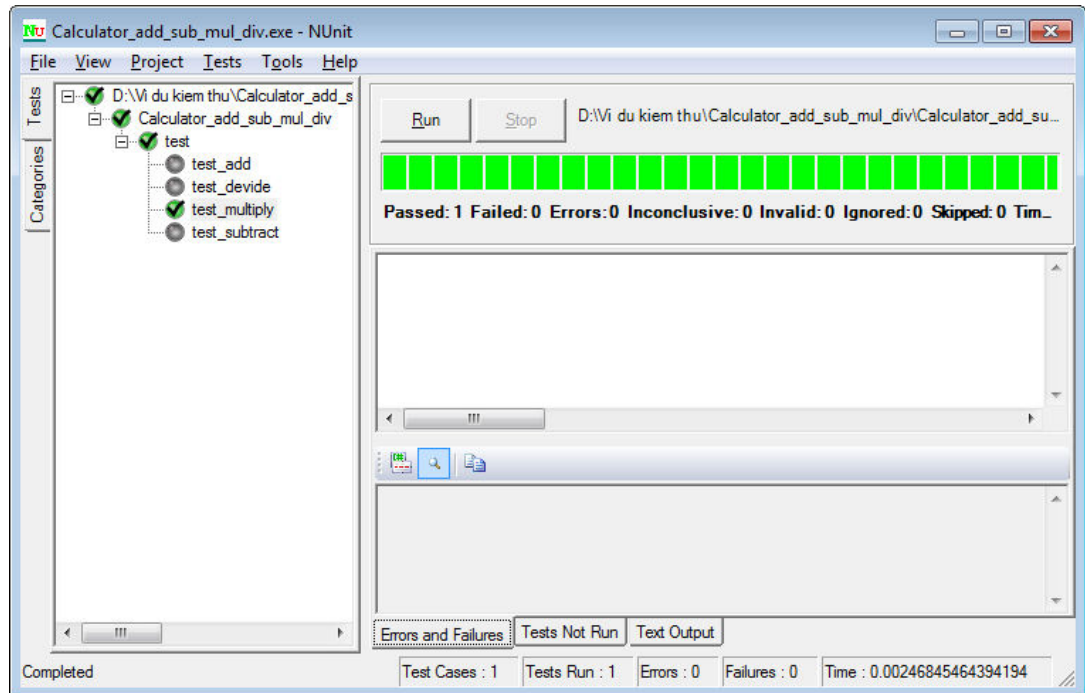 NU Calculator_add_sub_mul_div.exe - NUnit
File View Project Tests Tools Help
Tests
Categories
D:\Vi du kiem thu\Calculator_add_s
Calculator_add_sub_mul_div
test
test_add
test_devide
test_multiply
test_subtract
Run Stop D:\Vi du kiem thu\Calculator_add_sub_mul_div\Calculator_add_su...
Passed: 1 Failed: 0 Errors: 0 Inconclusive: 0 Invalid: 0 Ignored: 0 Skipped: 0 Tim...
Errors and Failures Tests Not Run Text Output
Completed Test Cases : 1 Tests Run : 1 Errors : 0 Failures : 0 Time : 0.00246845464394194